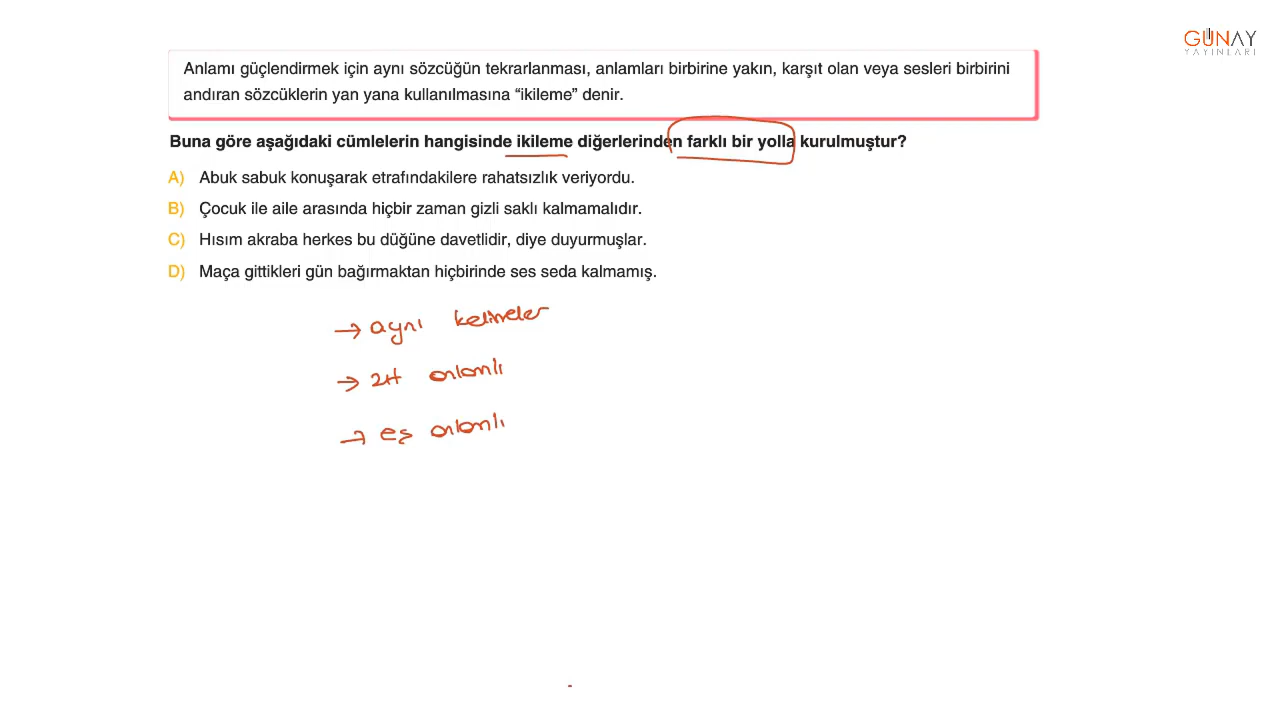 GÜNAY
YAYINLARI
Anlamı güçlendirmek için aynı sözcüğün tekrarlanması, anlamları birbirine yakın, karşıt olan veya sesleri birbirini
andıran sözcüklerin yan yana kullanılmasına “ikileme” denir.
Buna göre aşağıdaki cümlelerin hangisinde ikileme diğerlerinden farklı bir yolla kurulmuştur?
A) Abuk sabuk konuşarak etrafındakilere rahatsızlık veriyordu.
B) Çocuk ile aile arasında hiçbir zaman gizli saklı kalmamalıdır.
C) Hısım akraba herkes bu düğüne davetlidir, diye duyurmuşlar.
D) Maça gittikleri gün bağırmaktan hiçbirinde ses seda kalmamış.
→ aynı kelimeler
→ zıt anlamlı
→ eş anlamlı